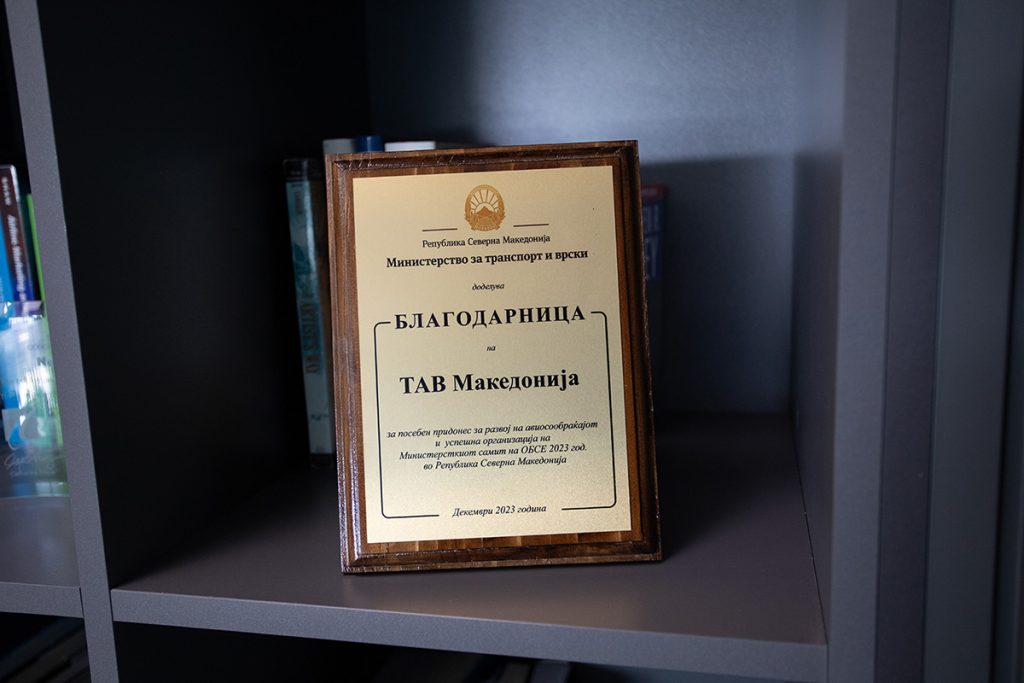 Република Северна Македонија
Министерство за транспорт и врски
доделува
БЛАГОДАРНИЦА
на
ТАВ Македонија
за посебен придонес за развој на авиосообраќајот
и успешна организација на
Министерсткиот самит на ОБСЕ 2023 год.
во Република Северна Македонија
Декември 2023 година